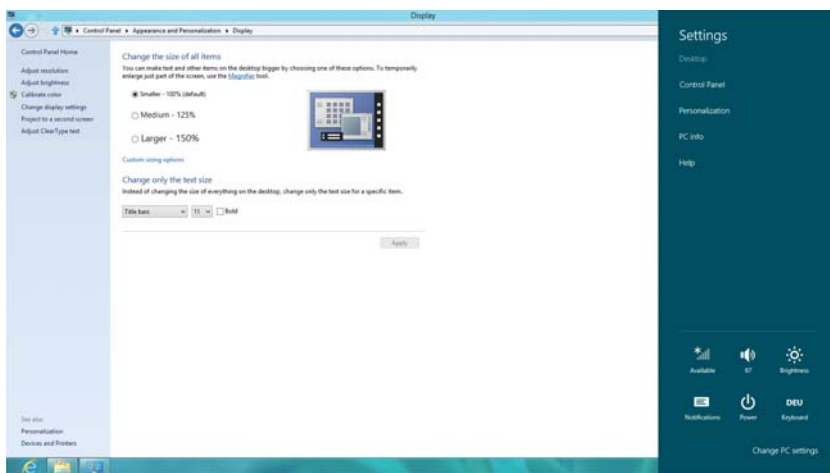 Display
Control Panel Appearance and Personalization Display
Control Panel Home
Adjust resolution
Adjust brightness
Calibrate color
Change display settings
Project to a second screen
Adjust ClearType text
Change the size of all items
You can make text and other items on the desktop bigger by choosing one of these options. To temporarily
enlarge just part of the screen, use the Magnifier tool.
Smaller - 100% (default)
Medium - 125%
Larger - 150%
Custom sizing options
Change only the text size
Instead of changing the size of everything on the desktop, change only the text size for a specific item.
Title bars 11 Bold
Apply
See also
Personalization
Devices and Printers
Settings
Desktop
Control Panel
Personalization
PC info
Help
Available 67 Brightness
DEU
Notifications Power Keyboard
Change PC settings